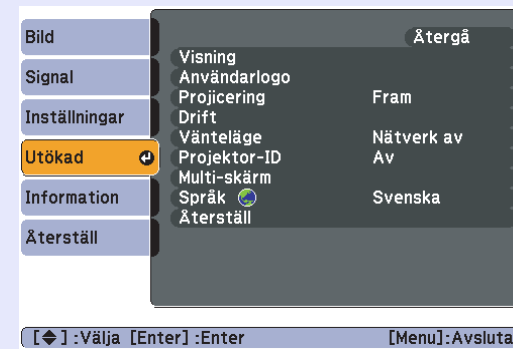 Bild
Signal
Inställningar
Utökad
Information
Återställ
Återgå
Visning
Användarlogo
Projicering Fram
Drift
Vänteläge Nätverk av
Projektor-ID Av
Multi-skärm
Språk Svenska
Återställ
[◆] :Välja [Enter] :Enter [Menu]:Avsluta